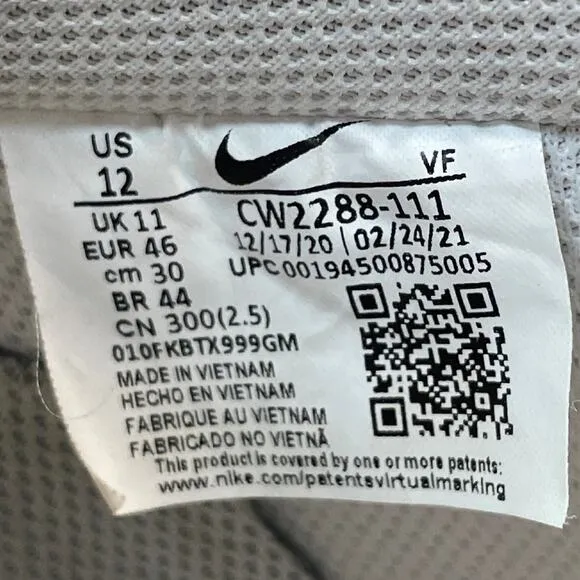 US
12
VF
UK 11
EUR 46
cm 30
BR 44
CN 300(2.5)
CW2288-111
12/17/20 | 02/24/21
UPC 00194500875005
010FKBTX999GM
MADE IN VIETNAM
HECHO EN VIETNAM
FABRIQUE AU VIETNAM
FABRICADO NO VIETNÃ
This product is covered by one or more patents:
www.nike.com/patentsvirtualmarking